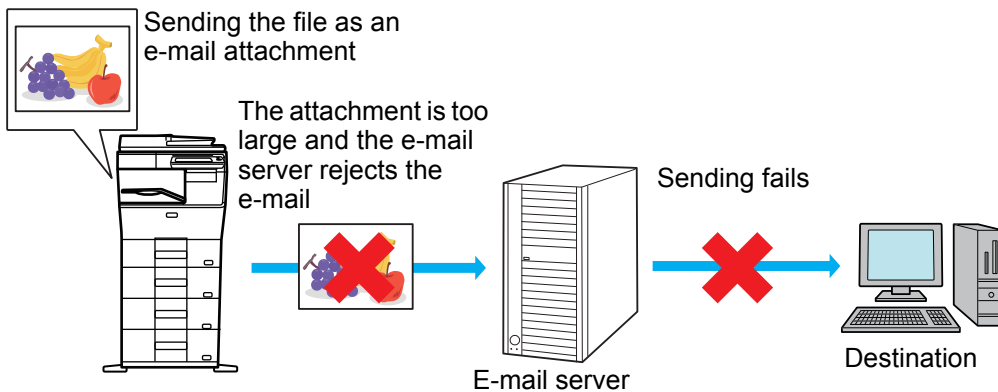 Sending the file as an
e-mail attachment
The attachment is too
large and the e-mail
server rejects the
e-mail
Sending fails
E-mail server
Destination